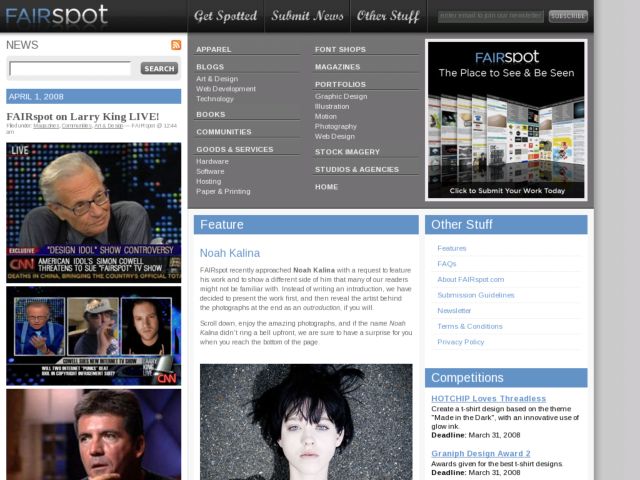 FAIRspot
Get Spotted
Submit News
Other Stuff
enter email to join our newsletter
SUBSCRIBE
NEWS
SEARCH
APRIL 1, 2008
FAIRspot on Larry King LIVE!
Filed under: Magazines, Communities, Art & Design — FAIRspot @ 12:44 am
LIVE
EXCLUSIVE "DESIGN IDOL" SHOW CONTROVERSY
CNN AMERICAN IDOL'S SIMON COWELL
THREATENS TO SUE "FAIRSPOT" TV SHOW
DEATHS IN CHINA, BRINGING THE COUNTRY'S OFFICIAL
COWELL SUES NEW INTERNET TV SHOW
WILL TWO INTERNET "PUNKS" BEAT
IDOL IN COPYRIGHT INFRINGEMENT SUIT?
LARRY KING LIVE
CNN
APPAREL
BLOGS
Art & Design
Web Development
Technology
BOOKS
COMMUNITIES
GOODS & SERVICES
Hardware
Software
Hosting
Paper & Printing
FONT SHOPS
MAGAZINES
PORTFOLIOS
Graphic Design
Illustration
Motion
Photography
Web Design
STOCK IMAGERY
STUDIOS & AGENCIES
HOME
FAIRspot
The Place to See & Be Seen
Click to Submit Your Work Today
Feature
Noah Kalina
FAIRspot recently approached Noah Kalina with a request to feature
his work and to show a different side of him that many of our readers
might not be familiar with. Instead of writing an introduction, we have
decided to present the work first, and then reveal the artist behind
the photographs at the end as an outroduction, if you will.
Scroll down, enjoy the amazing photographs, and if the name Noah
Kalina didn't ring a bell upfront, we are sure to have a surprise for you
when you reach the bottom of the page.
Other Stuff
Features
FAQs
About FAIRspot.com
Submission Guidelines
Newsletter
Terms & Conditions
Privacy Policy
Competitions
HOTCHIP Loves Threadless
Create a t-shirt design based on the theme
"Made in the Dark", with an innovative use of
glow ink.
Deadline: March 31, 2008
Graniph Design Award 2
Awards given for the best t-shirt designs.
Deadline: March 31, 2008